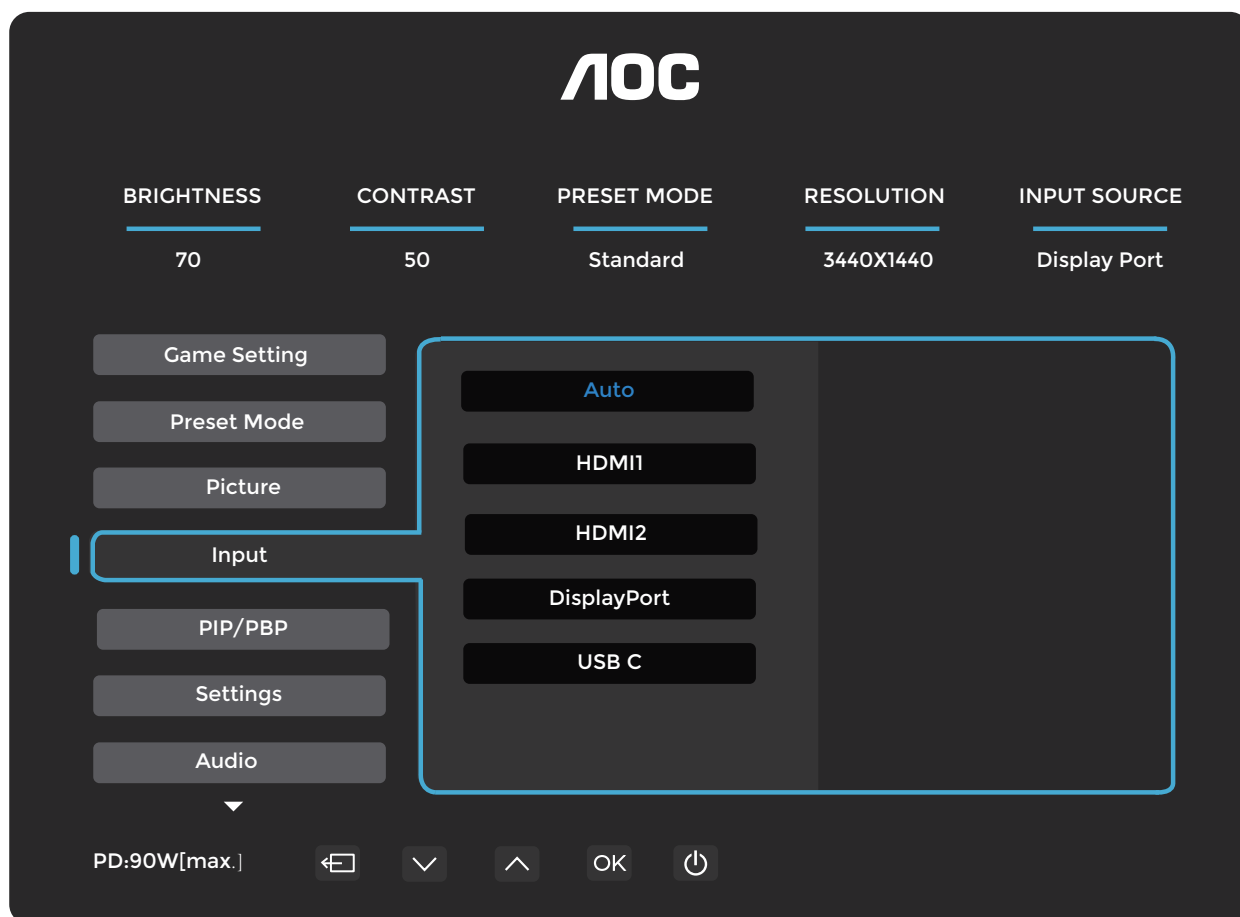 AOC
BRIGHTNESS CONTRAST PRESET MODE RESOLUTION INPUT SOURCE
70 50 Standard 3440X1440 Display Port
Game Setting
Preset Mode
Picture
Input
PIP/PBP
Settings
Audio
Auto
HDMI1
HDMI2
DisplayPort
USB C
PD:90W[max.]
OK